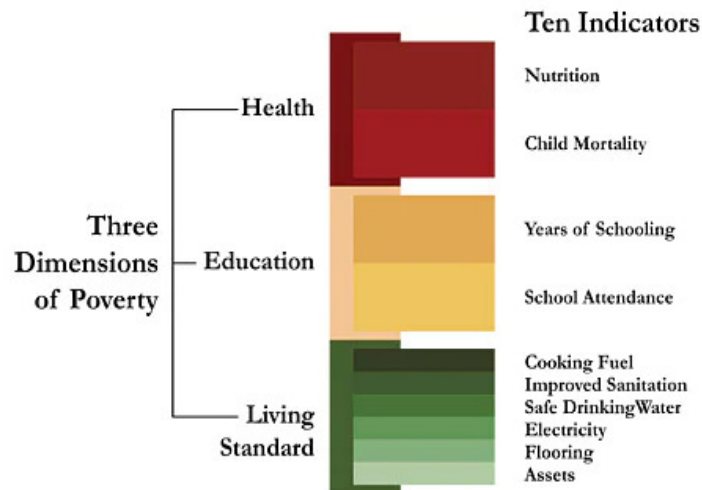 Ten Indicators
Three
Dimensions
of Poverty
Health
Nutrition
Child Mortality
Education
Years of Schooling
School Attendance
Living
Standard
Cooking Fuel
Improved Sanitation
Safe DrinkingWater
Electricity
Flooring
Assets